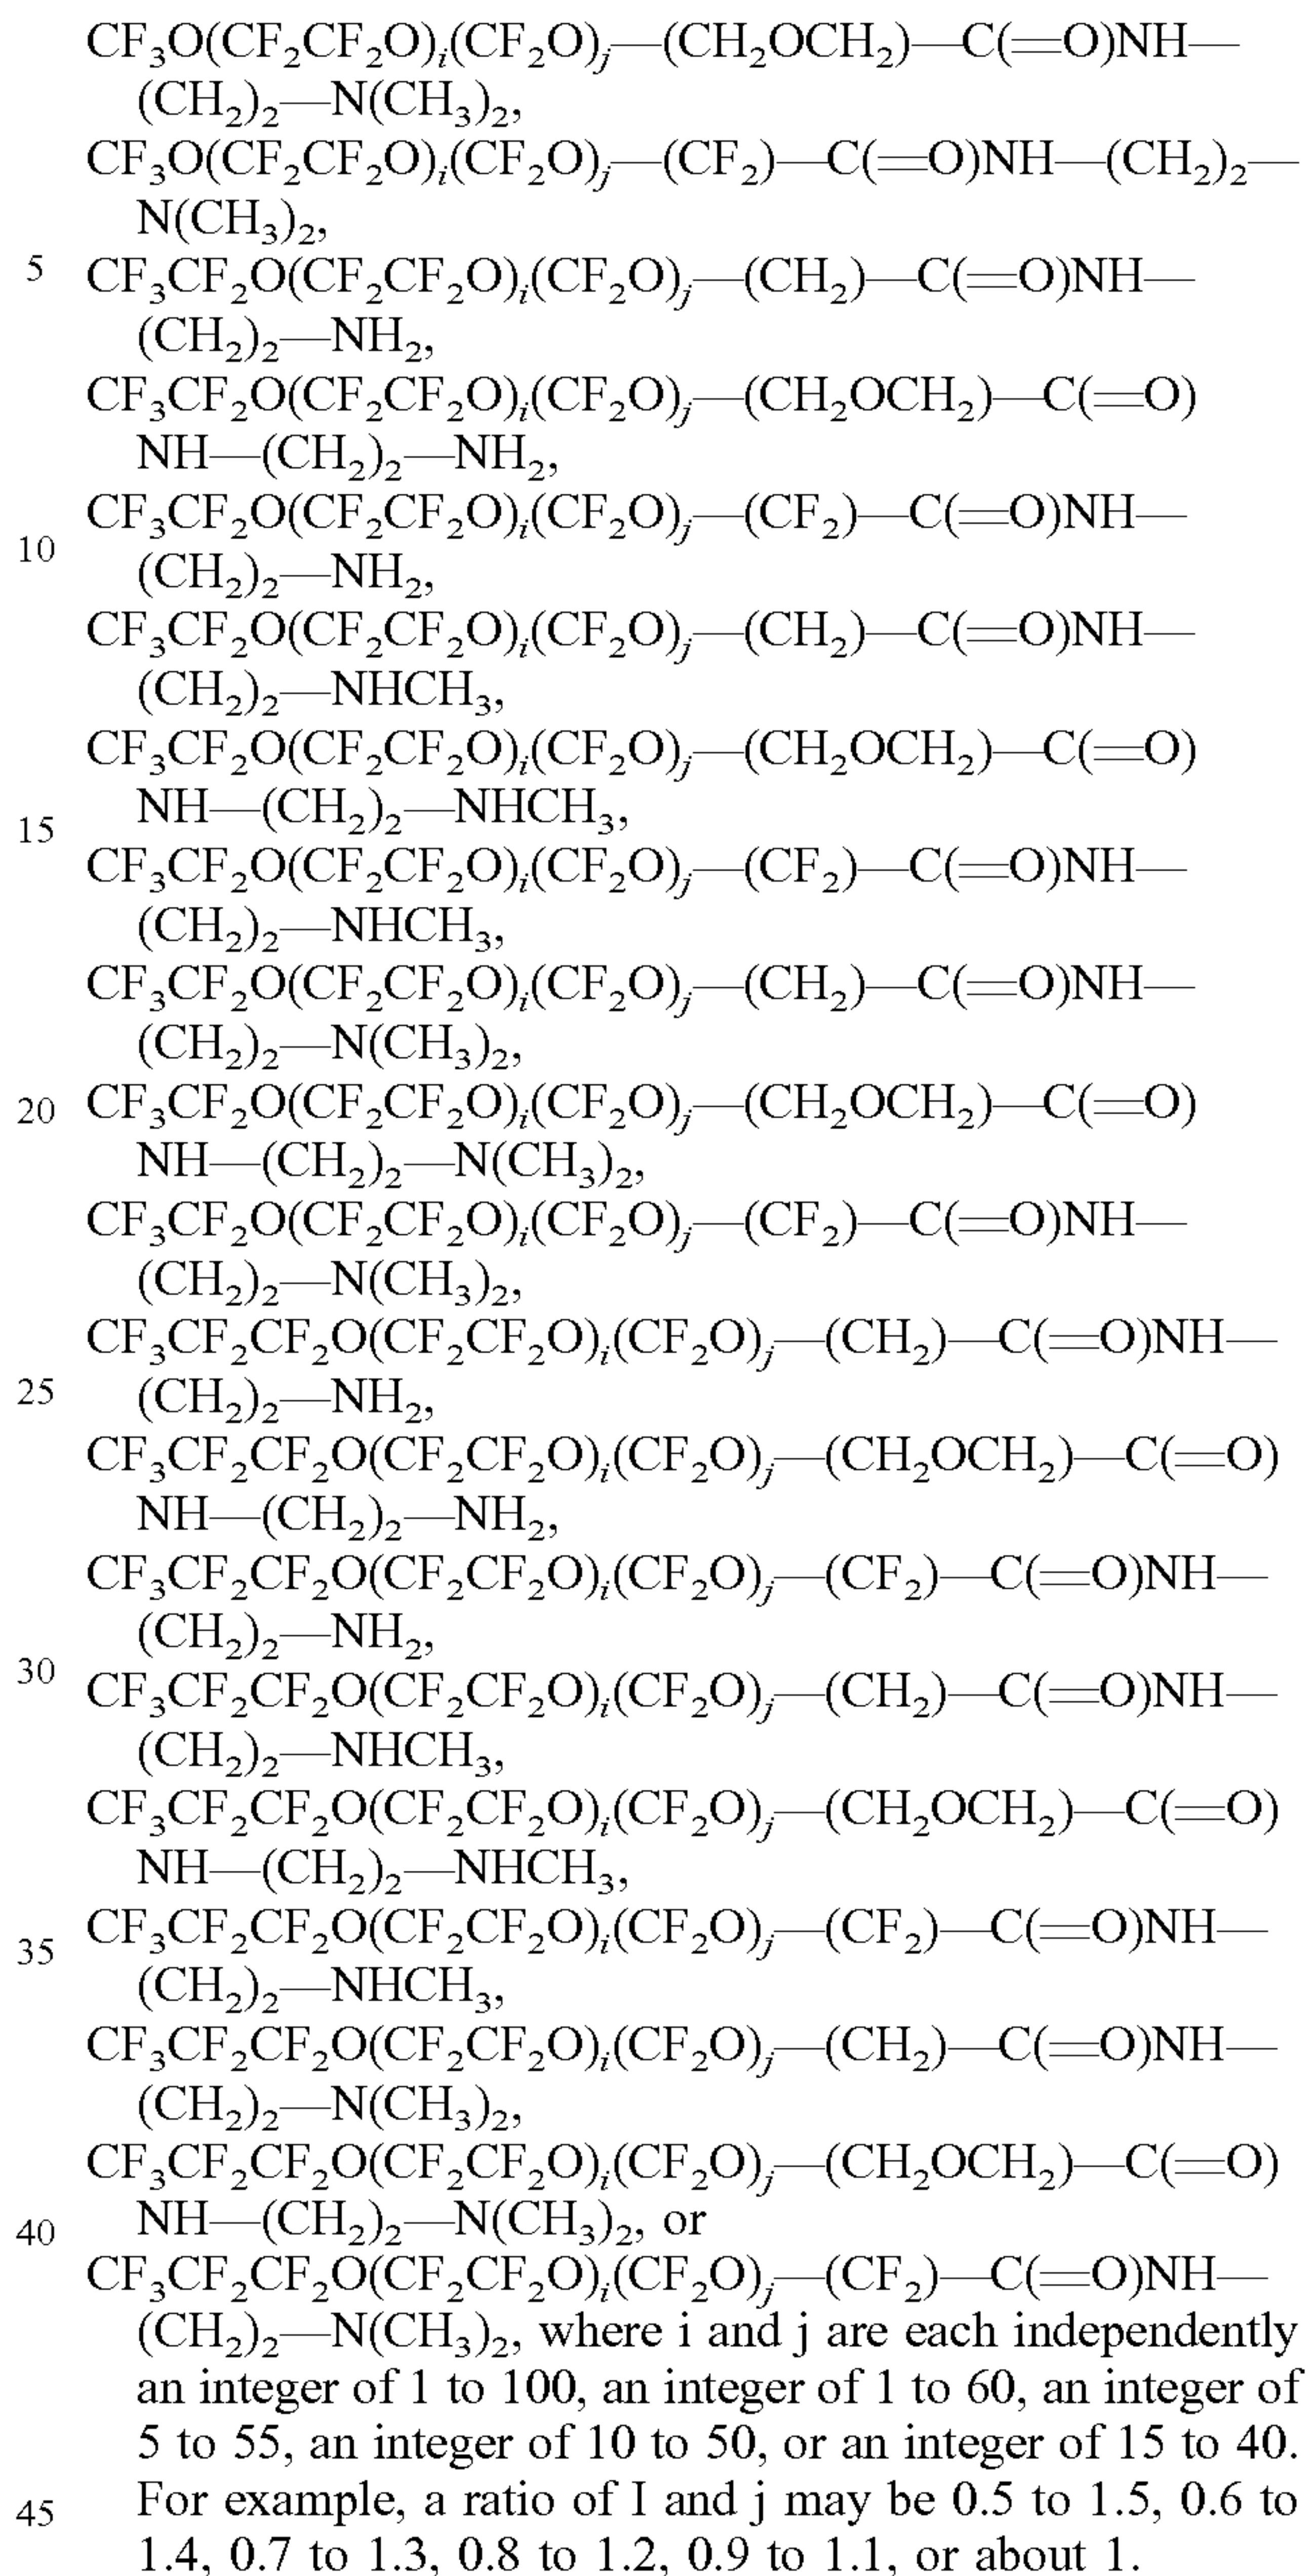 CF₃O(CF₂CF₂O)ᵢ(CF₂O)ⱼ—(CH₂OCH₂)—C(=O)NH—
(CH₂)₂—N(CH₃)₂,
CF₃O(CF₂CF₂O)ᵢ(CF₂O)ⱼ—(CF₂)—C(=O)NH—(CH₂)₂—
N(CH₃)₂,
5 CF₃CF₂O(CF₂CF₂O)ᵢ(CF₂O)ⱼ—(CH₂)—C(=O)NH—
(CH₂)₂—NH₂,
CF₃CF₂O(CF₂CF₂O)ᵢ(CF₂O)ⱼ—(CH₂OCH₂)—C(=O)
NH—(CH₂)₂—NH₂,
CF₃CF₂O(CF₂CF₂O)ᵢ(CF₂O)ⱼ—(CF₂)—C(=O)NH—
10 (CH₂)₂—NH₂,
CF₃CF₂O(CF₂CF₂O)ᵢ(CF₂O)ⱼ—(CH₂)—C(=O)NH—
(CH₂)₂—NHCH₃,
CF₃CF₂O(CF₂CF₂O)ᵢ(CF₂O)ⱼ—(CH₂OCH₂)—C(=O)
15 NH—(CH₂)₂—NHCH₃,
CF₃CF₂O(CF₂CF₂O)ᵢ(CF₂O)ⱼ—(CF₂)—C(=O)NH—
(CH₂)₂—NHCH₃,
CF₃CF₂O(CF₂CF₂O)ᵢ(CF₂O)ⱼ—(CH₂)—C(=O)NH—
(CH₂)₂—N(CH₃)₂,
20 CF₃CF₂O(CF₂CF₂O)ᵢ(CF₂O)ⱼ—(CH₂OCH₂)—C(=O)
NH—(CH₂)₂—N(CH₃)₂,
CF₃CF₂O(CF₂CF₂O)ᵢ(CF₂O)ⱼ—(CF₂)—C(=O)NH—
(CH₂)₂—N(CH₃)₂,
CF₃CF₂CF₂O(CF₂CF₂O)ᵢ(CF₂O)ⱼ—(CH₂)—C(=O)NH—
25 (CH₂)₂—NH₂,
CF₃CF₂CF₂O(CF₂CF₂O)ᵢ(CF₂O)ⱼ—(CH₂OCH₂)—C(=O)
NH—(CH₂)₂—NH₂,
CF₃CF₂CF₂O(CF₂CF₂O)ᵢ(CF₂O)ⱼ—(CF₂)—C(=O)NH—
(CH₂)₂—NH₂,
30 CF₃CF₂CF₂O(CF₂CF₂O)ᵢ(CF₂O)ⱼ—(CH₂)—C(=O)NH—
(CH₂)₂—NHCH₃,
CF₃CF₂CF₂O(CF₂CF₂O)ᵢ(CF₂O)ⱼ—(CH₂OCH₂)—C(=O)
NH—(CH₂)₂—NHCH₃,
35 CF₃CF₂CF₂O(CF₂CF₂O)ᵢ(CF₂O)ⱼ—(CF₂)—C(=O)NH—
(CH₂)₂—NHCH₃,
CF₃CF₂CF₂O(CF₂CF₂O)ᵢ(CF₂O)ⱼ—(CH₂)—C(=O)NH—
(CH₂)₂—N(CH₃)₂,
CF₃CF₂CF₂O(CF₂CF₂O)ᵢ(CF₂O)ⱼ—(CH₂OCH₂)—C(=O)
40 NH—(CH₂)₂—N(CH₃)₂, or
CF₃CF₂CF₂O(CF₂CF₂O)ᵢ(CF₂O)ⱼ—(CF₂)—C(=O)NH—
(CH₂)₂—N(CH₃)₂, where i and j are each independently
an integer of 1 to 100, an integer of 1 to 60, an integer of
5 to 55, an integer of 10 to 50, or an integer of 15 to 40.
45 For example, a ratio of I and j may be 0.5 to 1.5, 0.6 to
1.4, 0.7 to 1.3, 0.8 to 1.2, 0.9 to 1.1, or about 1.